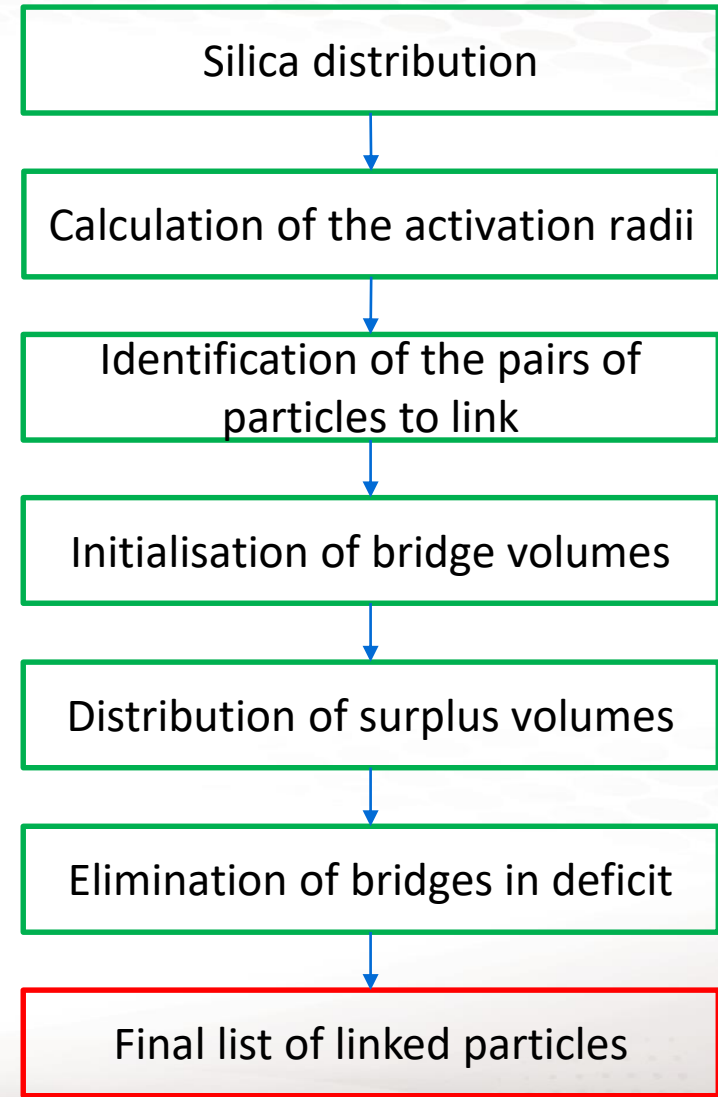 Silica distribution
Calculation of the activation radii
Identification of the pairs of
particles to link
Initialisation of bridge volumes
Distribution of surplus volumes
Elimination of bridges in deficit
Final list of linked particles